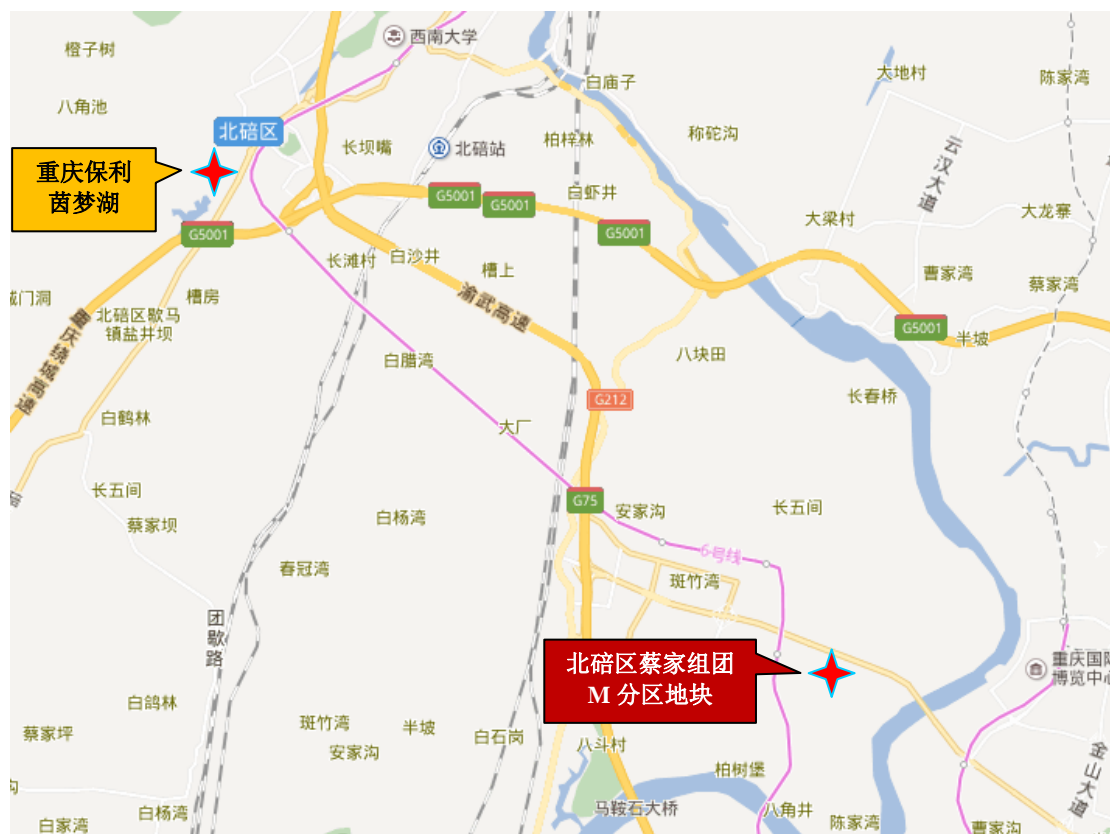 西南大学
橙子树
白庙子
大地村
陈家湾
八角池
北碚区
长坝嘴
北碚站
柏梓林
称砣沟
云汉大道
重庆保利
茵梦湖
G5001
G5001
白虾井
G5001
G5001
大梁村
大龙寨
长滩村
白沙井
槽上
曹家湾
蔡家湾
城门洞
槽房
渝武高速
北碚区歇马
镇盐井坝
重庆绕城高速
G5001
半坡
白腊湾
八块田
G212
长春桥
白鹤林
大厂
长五间
G75
安家沟
长五间
蔡家坝
白杨湾
6号线
春冠湾
斑竹湾
团歇路
北碚区蔡家组团
M 分区地块
重庆国际
博览中心
白鸽林
斑竹湾
半坡
白石岗
八斗村
蔡家坪
安家沟
金山大道
柏树堡
沟
白杨湾
马鞍石大桥
八角井
白家湾
陈家湾
曹家沟